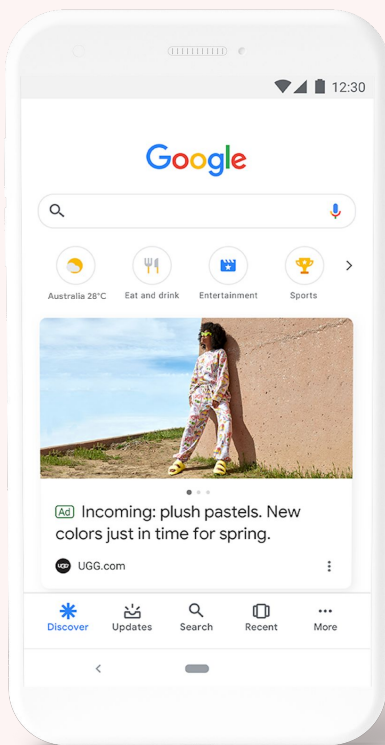 12:30
Google
Australia 28°C
Eat and drink
Entertainment
Sports
Ad Incoming: plush pastels. New
colors just in time for spring.
UGG UGG.com
Discover
Updates
Search
Recent
More